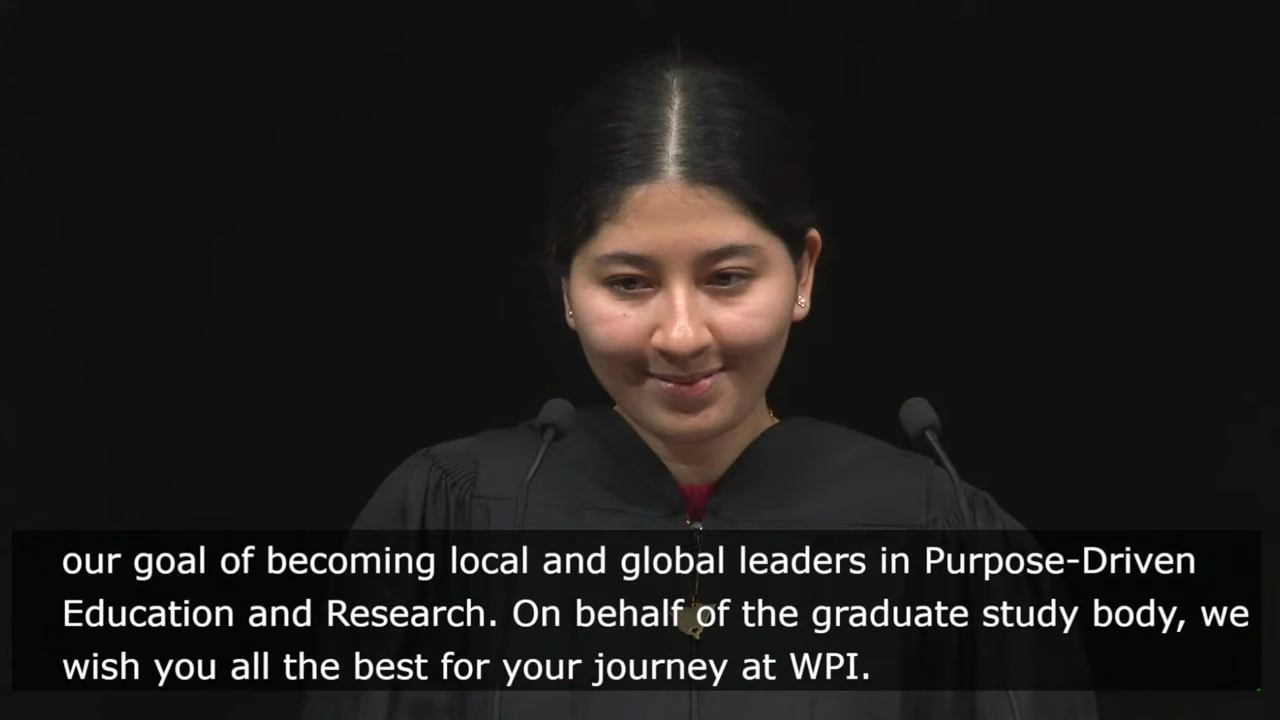 our goal of becoming local and global leaders in Purpose-Driven
Education and Research. On behalf of the graduate study body, we
wish you all the best for your journey at WPI.